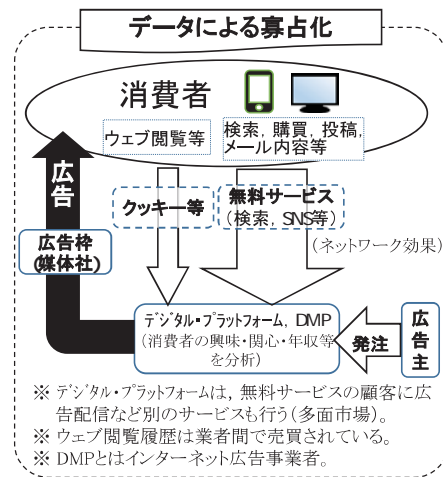 データによる寡占化
消費者
ウェブ閲覧等
検索，購買，投稿，
メール内容等
広告
クッキー等
無料サービス
（検索，SNS等）
広告枠
(媒体社)
（ネットワーク効果）
デジタル・プラットフォーム，DMP
（消費者の興味・関心・年収等
を分析）
発注
広告主
※ デジタル・プラットフォームは，無料サービスの顧客に広
告配信など別のサービスも行う（多面市場）。
※ ウェブ閲覧履歴は業者間で売買されている。
※ DMPとはインターネット広告事業者。